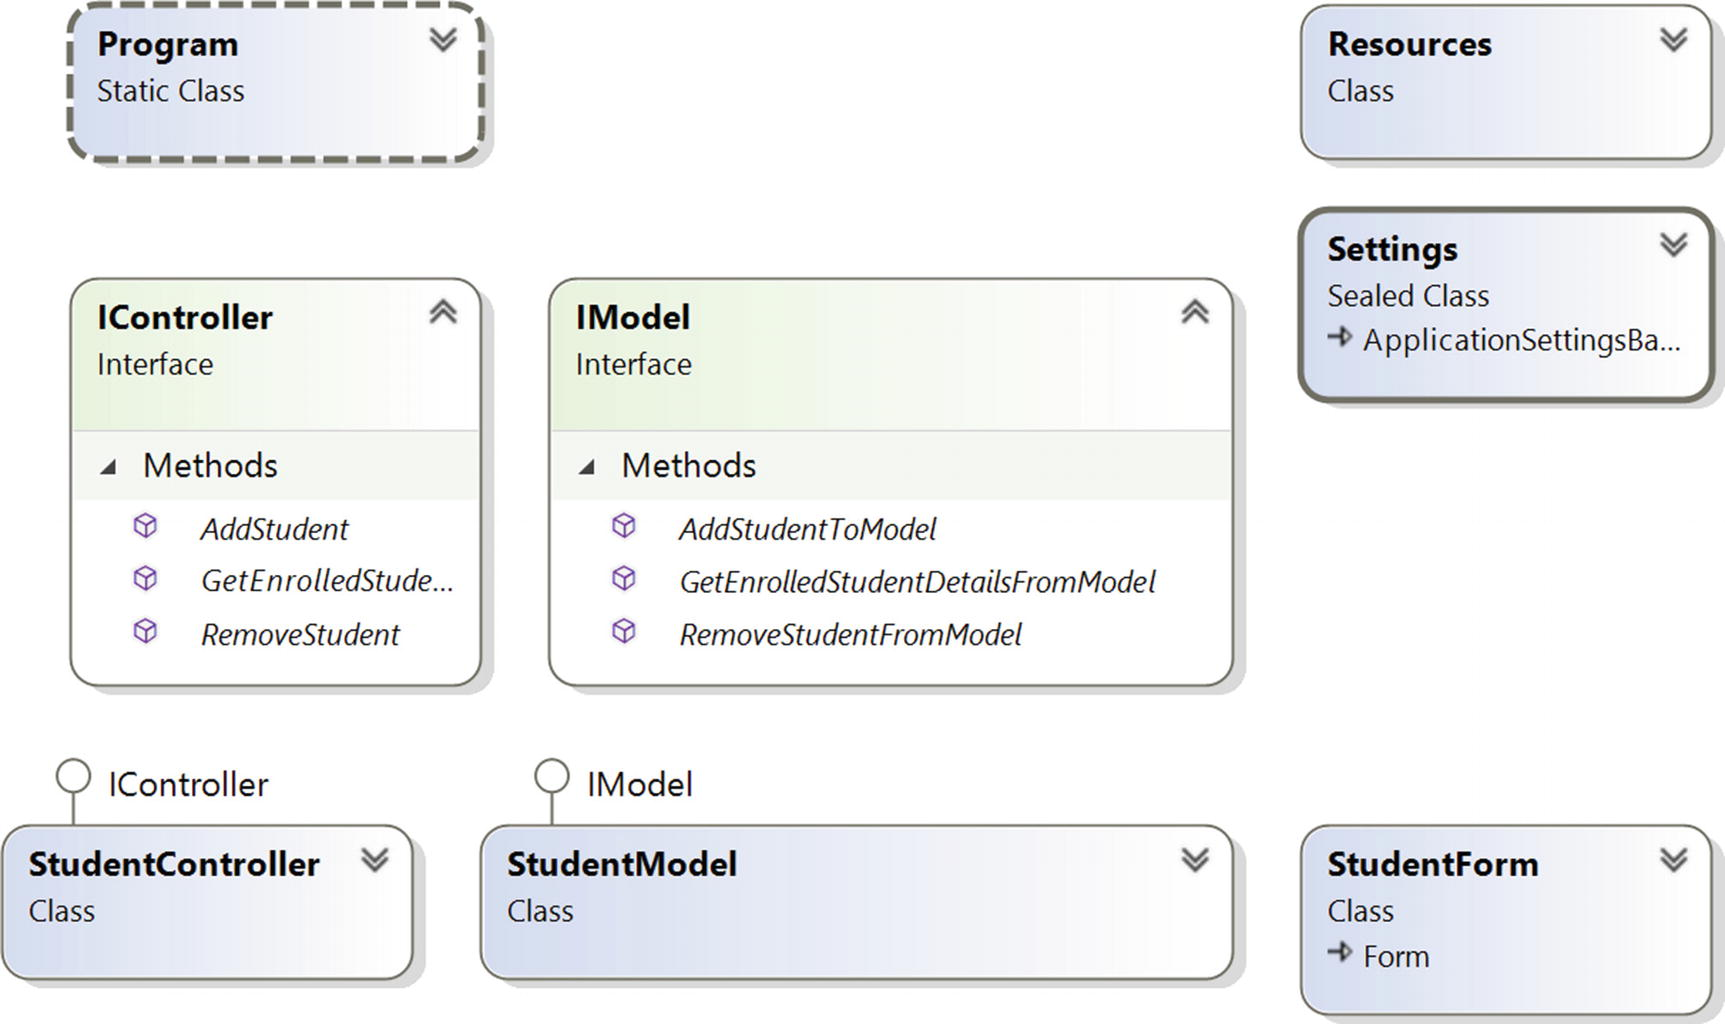 Program
Static Class
Resources
Class
Settings
Sealed Class
ApplicationSettingsBa...
IController
Interface
Methods
AddStudent
GetEnrolledStude...
RemoveStudent
IModel
Interface
Methods
AddStudentToModel
GetEnrolledStudentDetailsFromModel
RemoveStudentFromModel
IController
StudentController
Class
IModel
StudentModel
Class
StudentForm
Class
Form